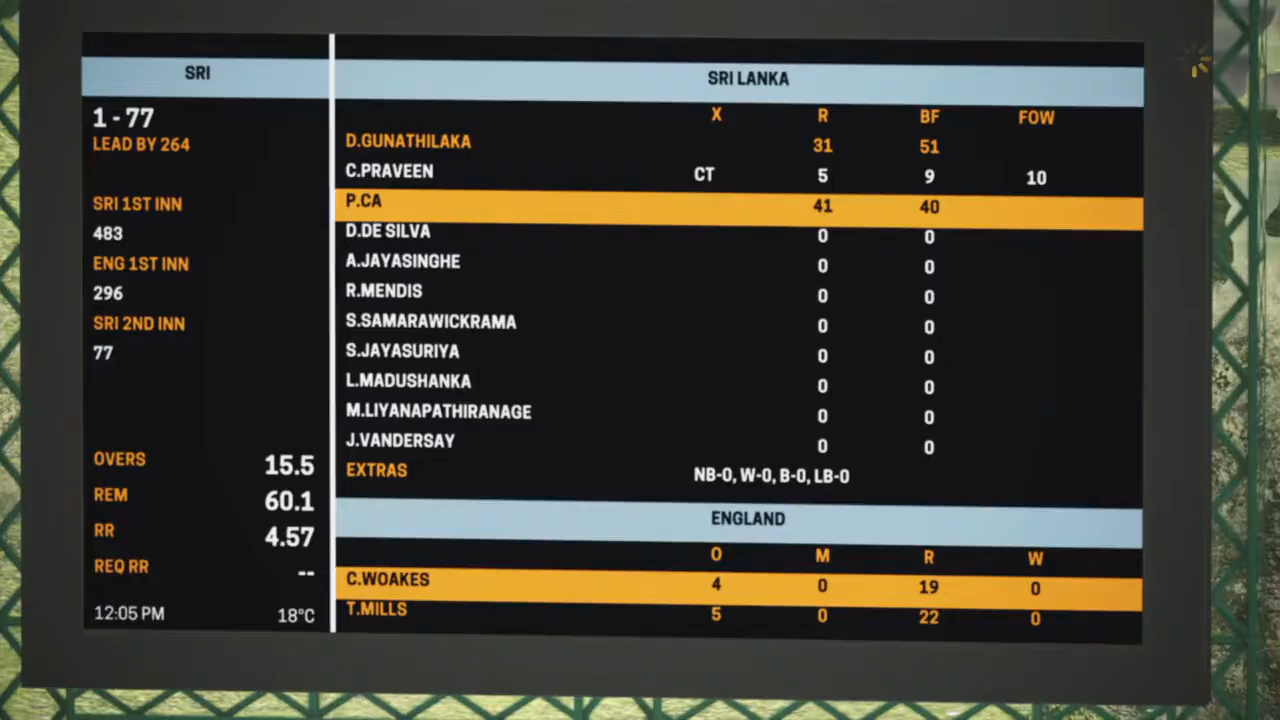 SRI
1 - 77
LEAD BY 264
SRI 1ST INN
483
ENG 1ST INN
296
SRI 2ND INN
77
OVERS 15.5
REM 60.1
RR 4.57
REQ RR --
12:05 PM 18°C
SRI LANKA
X R BF FOW
D.GUNATHILAKA 31 51
C.PRAVEEN CT 5 9 10
P.CA 41 40
D.DE SILVA 0 0
A.JAYASINGHE 0 0
R.MENDIS 0 0
S.SAMARAWICKRAMA 0 0
S.JAYASURIYA 0 0
L.MADUSHANKA 0 0
M.LIYANAPATHIRANAGE 0 0
J.VANDERSAY 0 0
EXTRAS NB-0, W-0, B-0, LB-0
ENGLAND
O M R W
C.WOAKES 4 0 19 0
T.MILLS 5 0 22 0